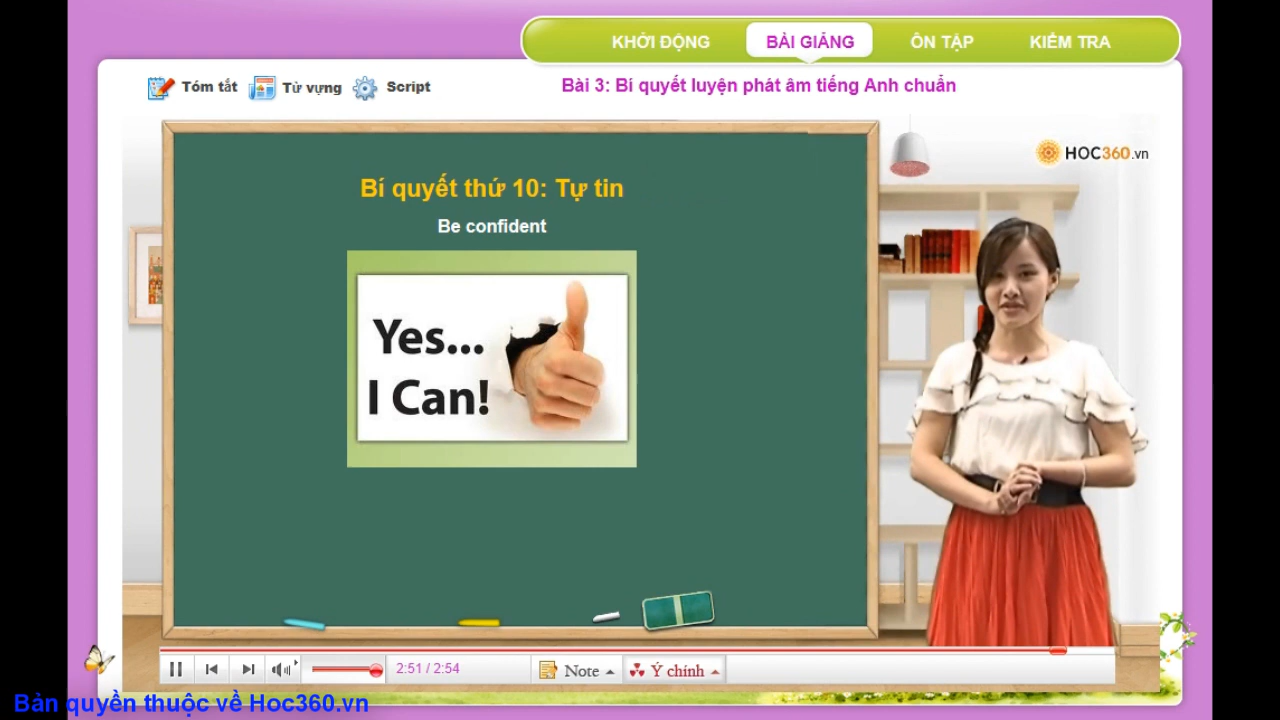 KHỞI ĐỘNG
BÀI GIẢNG
ÔN TẬP
KIỂM TRA
Tóm tắt
Từ vựng
Script
Bài 3: Bí quyết luyện phát âm tiếng Anh chuẩn
HOC360.vn
Bí quyết thứ 10: Tự tin
Be confident
Yes...
I Can!
2:51 / 2:54
Note
Ý chính
Bản quyền thuộc về Hoc360.vn